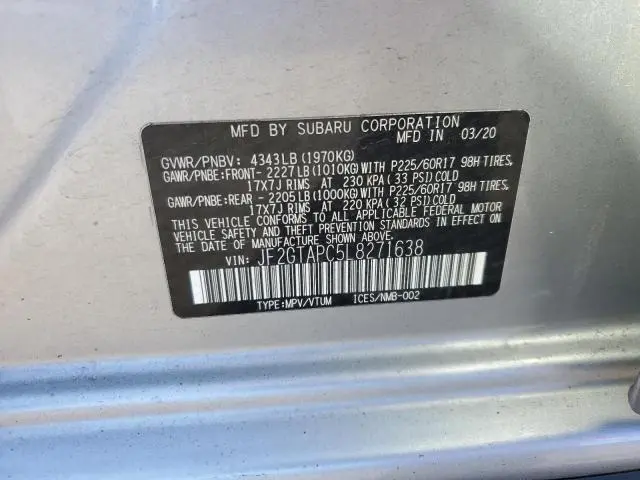 MFD BY SUBARU CORPORATION
MFD IN 03/20
GVWR/PNBV: 4343LB(1970KG)
GAWR/PNBE:FRONT- 2227LB(1010KG)WITH P225/60R17 98H TIRES,
17X7J RIMS AT 230 KPA(33 PSI)COLD
GAWR/PNBE:REAR - 2205LB(1000KG)WITH P225/60R17 98H TIRES,
17X7J RIMS AT 220 KPA(32 PSI)COLD
THIS VEHICLE CONFORMS TO ALL APPLICABLE FEDERAL MOTOR
VEHICLE SAFETY AND BUMPER STANDARDS IN EFFECT ON
THE DATE OF MANUFACTURE SHOWN ABOVE.
VIN: JF2GTAPC5L8271638
TYPE:MPV/VTUM ICES/NMB-002